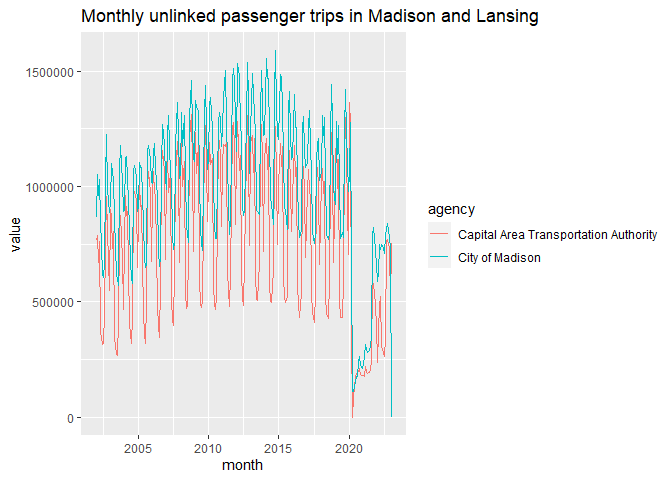 Monthly unlinked passenger trips in Madison and Lansing
value
1500000
1000000
500000
0
2005 2010 2015 2020
month
agency
Capital Area Transportation Authority
City of Madison